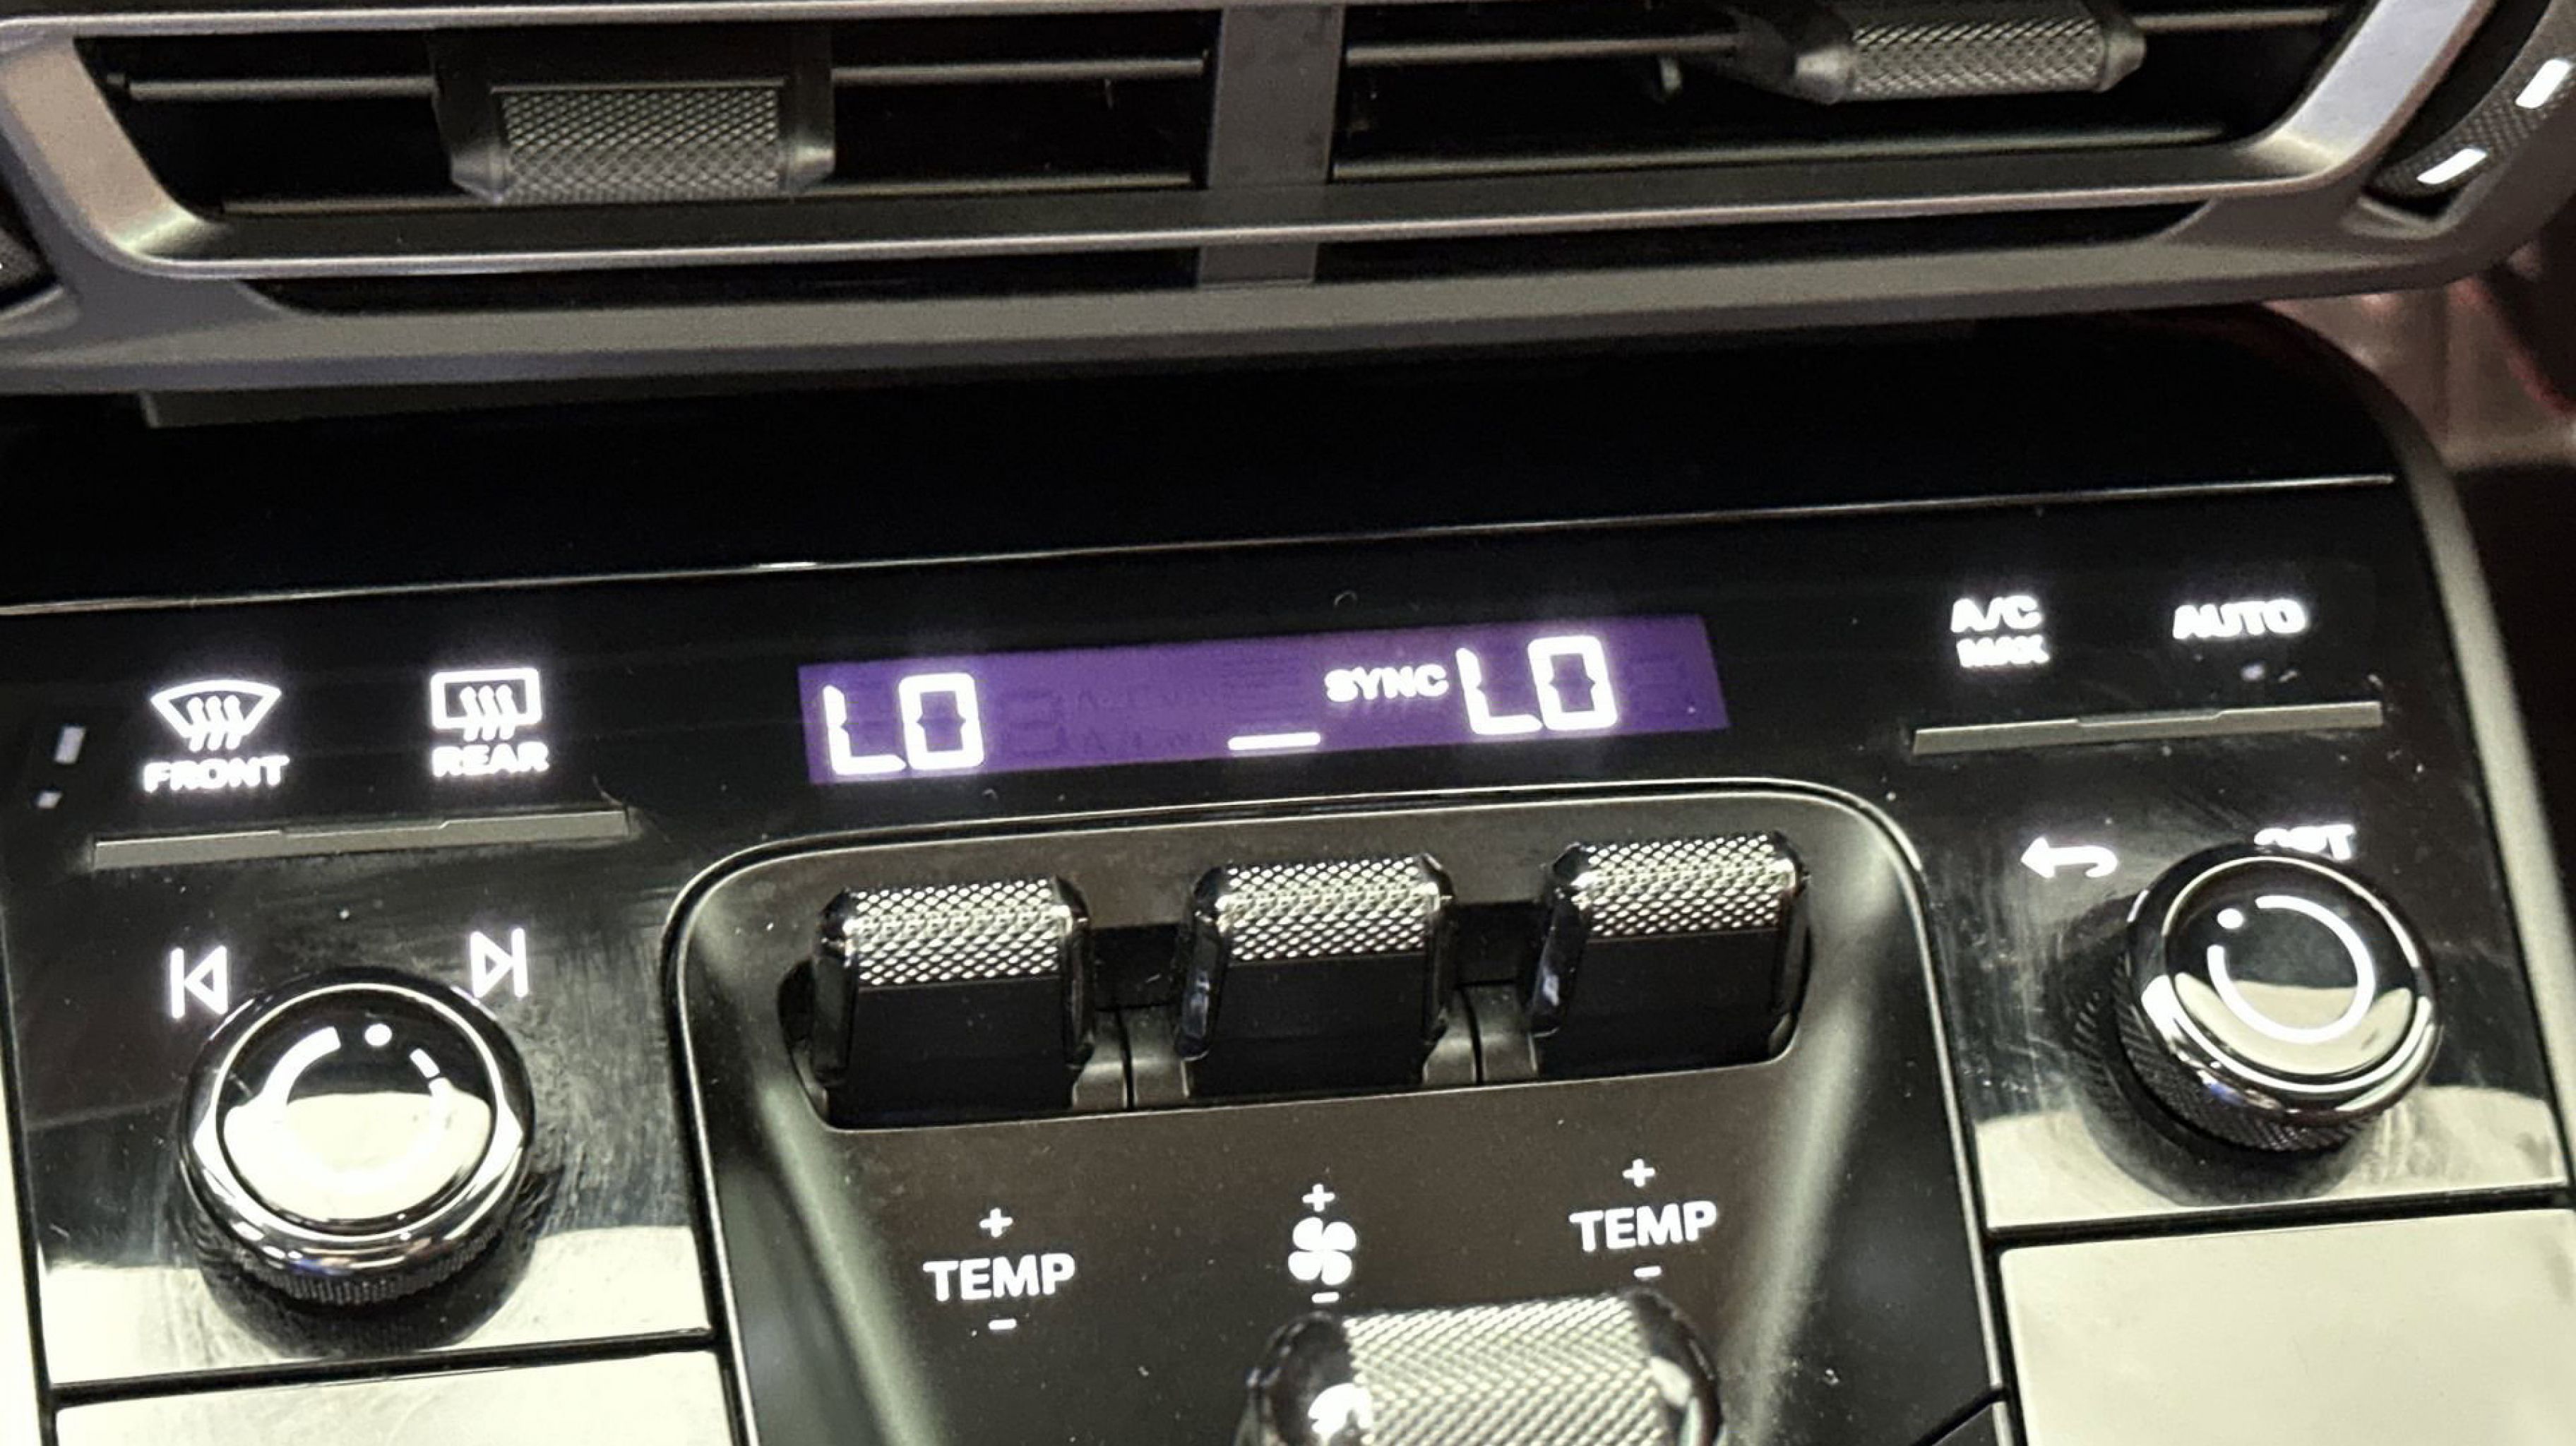 FRONT
REAR
LO
SYNC LO
A/C
MAX
AUTO
+
TEMP
-
+
-
+
TEMP
-